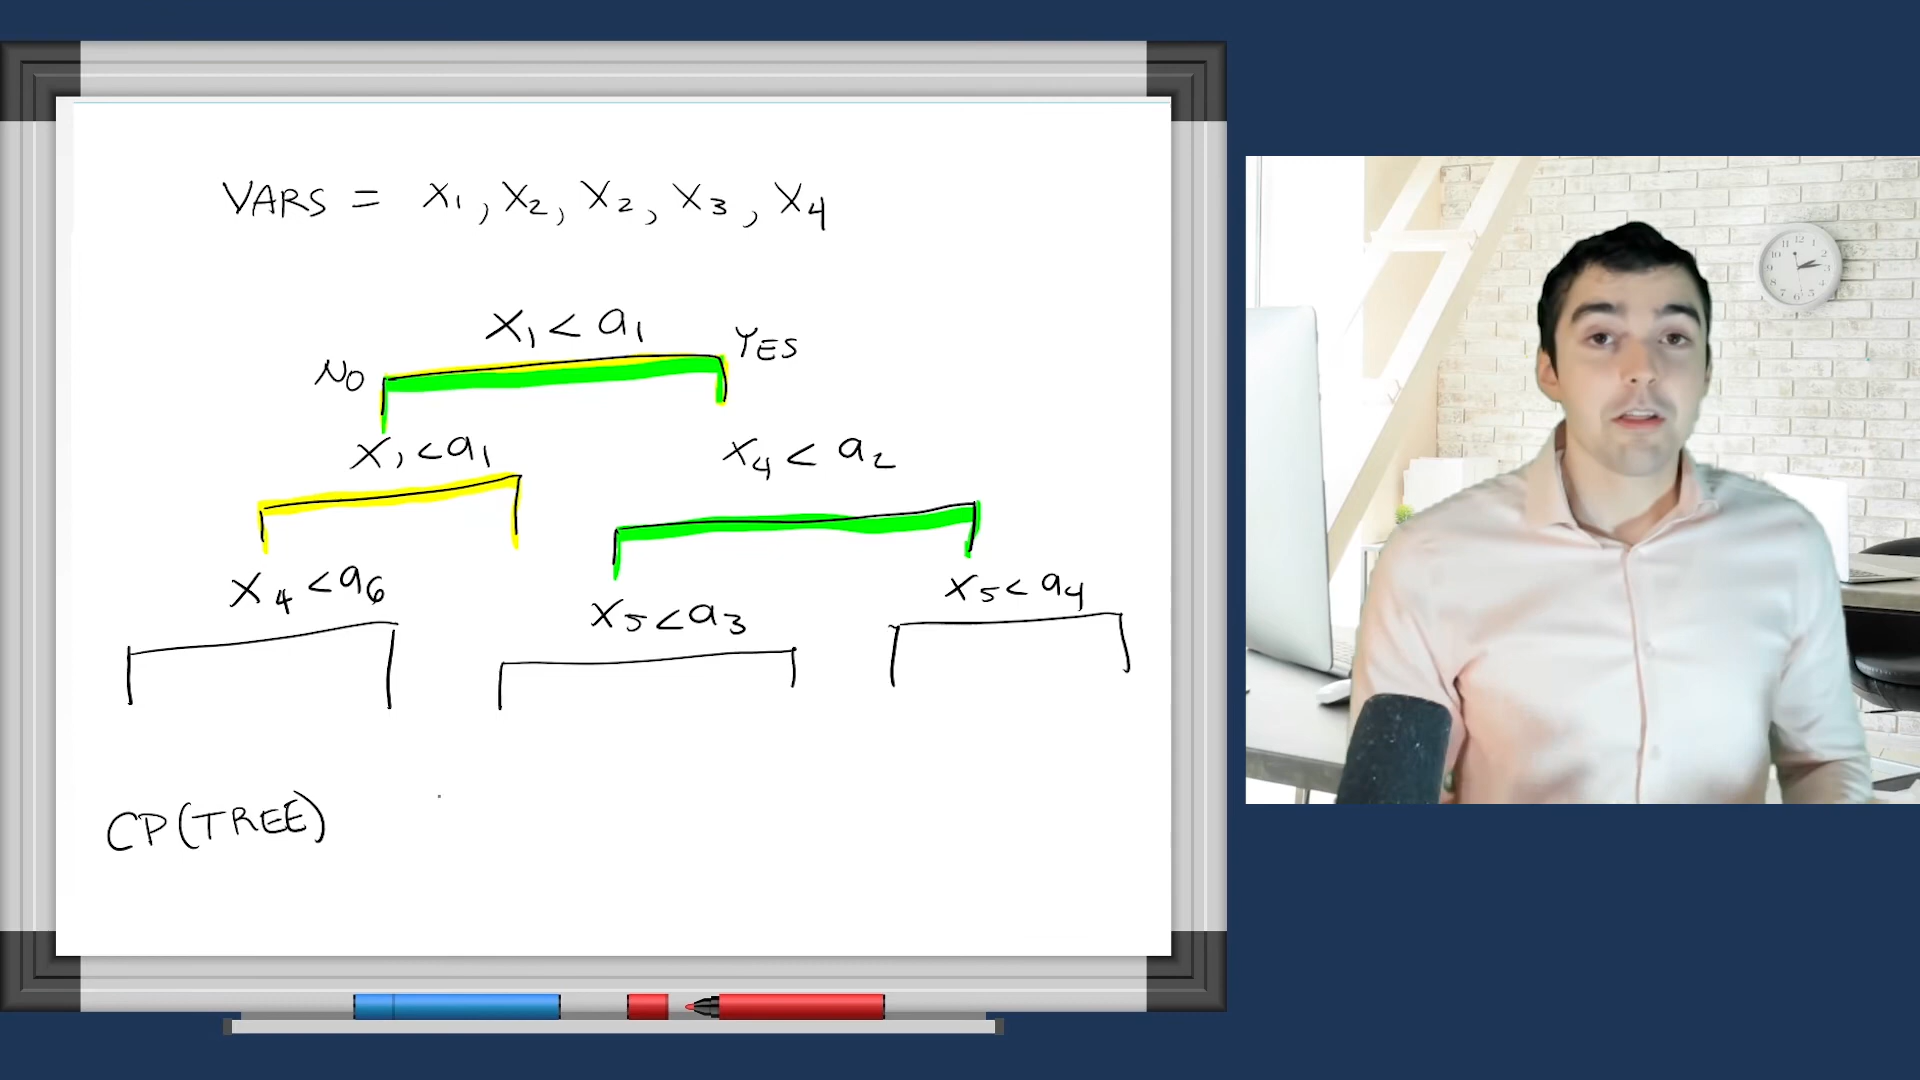 VARS = X1, X2, X2, X3, X4
X1 < a1
NO
YES
X1 < a1
X4 < a2
X4 < a6
X5 < a3
X5 < a4
CP(TREE)